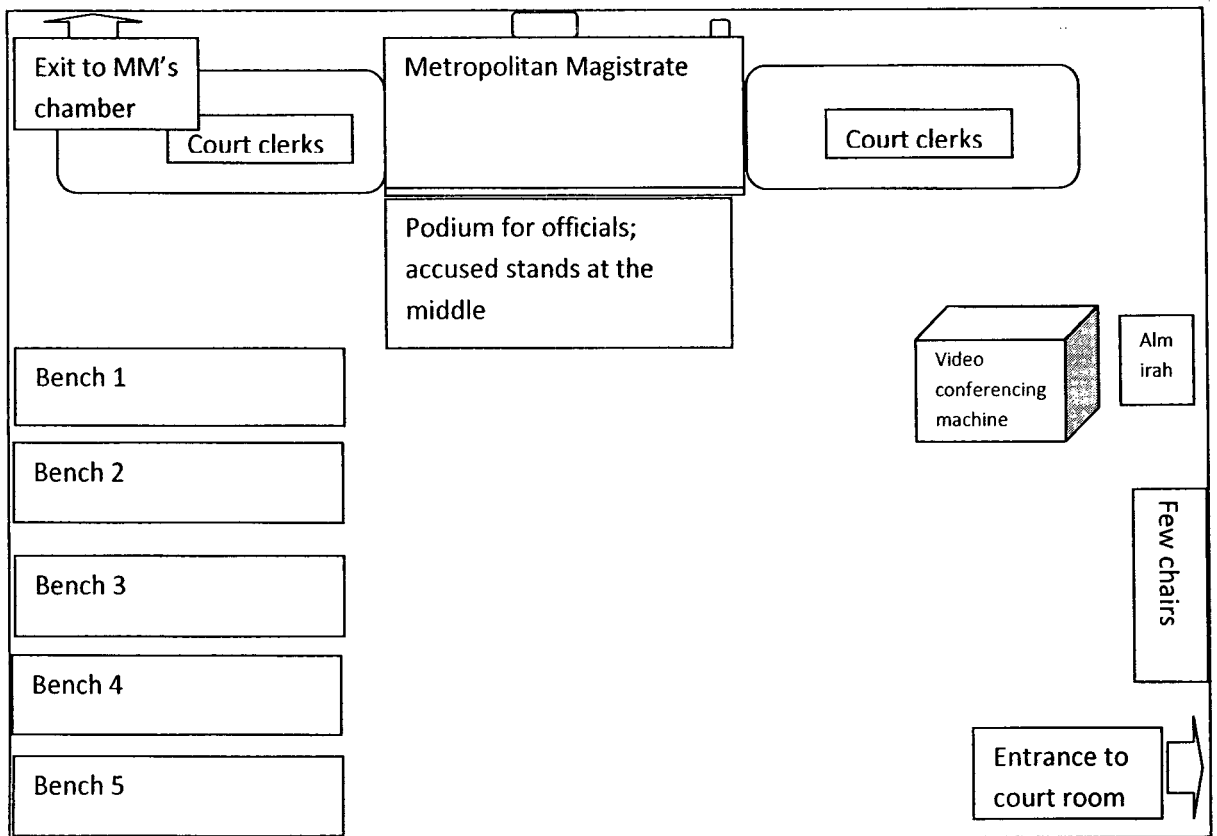 Exit to MM's
chamber
Court clerks
Metropolitan Magistrate
Court clerks
Podium for officials;
accused stands at the
middle
Bench 1
Bench 2
Bench 3
Bench 4
Bench 5
Video
conferencing
machine
Alm
irah
Few chairs
Entrance to
court room